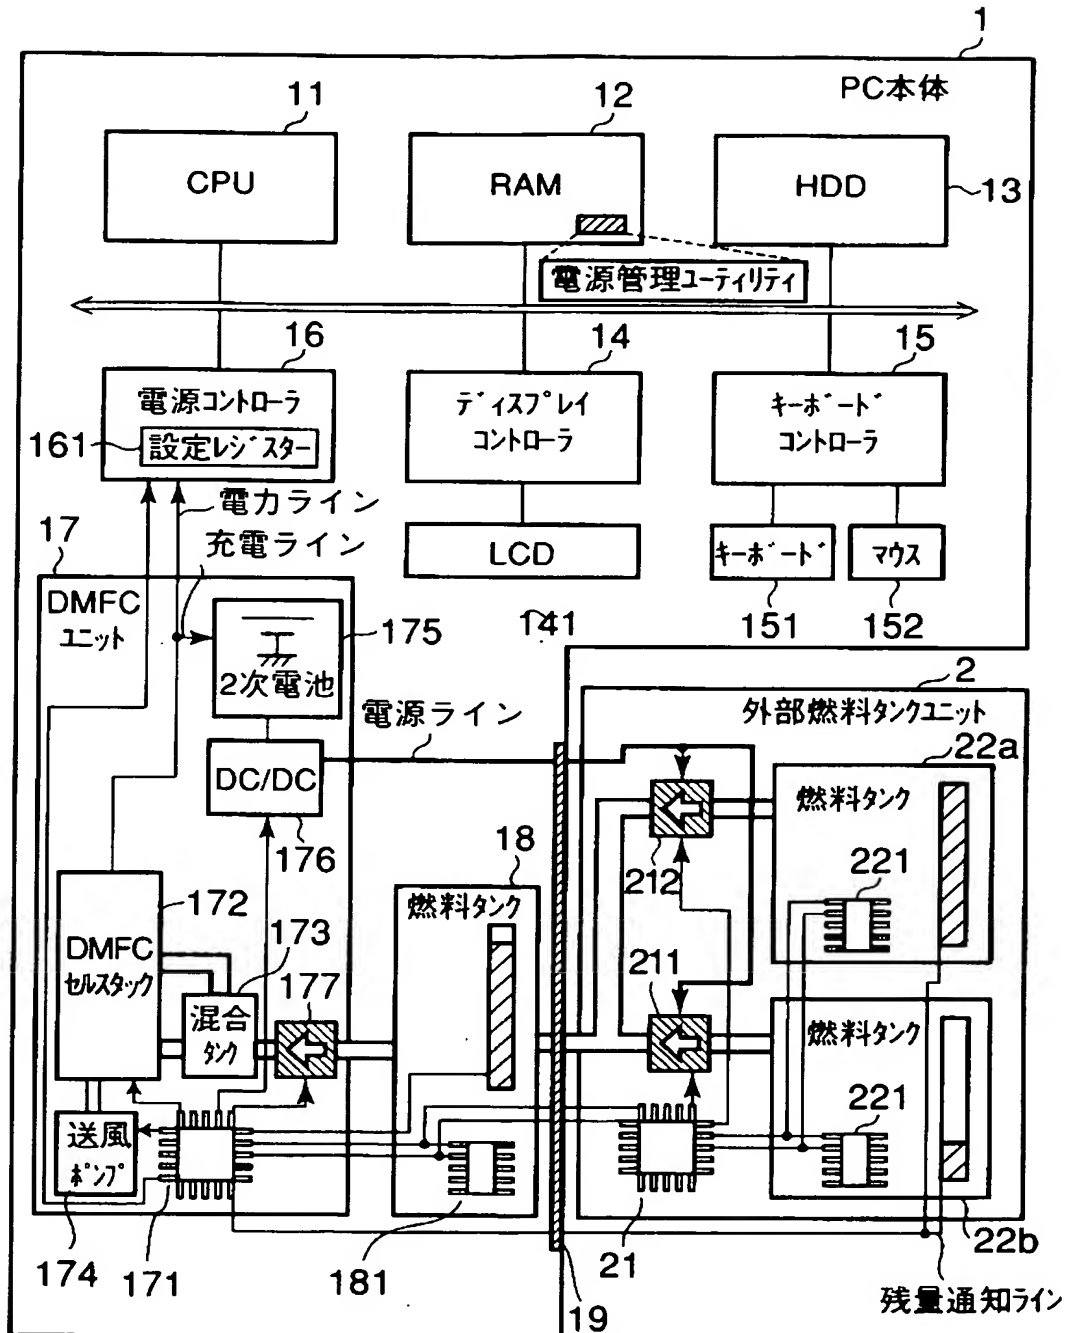 1
PC本体
11
12
CPU
RAM
HDD
13
電源管理ユーティリティ
16
14
15
電源コントローラ
161
設定レジスター
ディスプレイ
コントローラ
キーボード
コントローラ
電力ライン
充電ライン
LCD
キーボード
マウス
17
141
151
152
DMFC
ユニット
175
2次電池
2
外部燃料タンクユニット
電源ライン
22a
DC/DC
176
燃料タンク
212
221
18
燃料タンク
172
DMFC
セルスタック
173
混合
タンク
177
211
燃料タンク
221
送風
ポンプ
174
171
181
19
21
22b
残量通知ライン